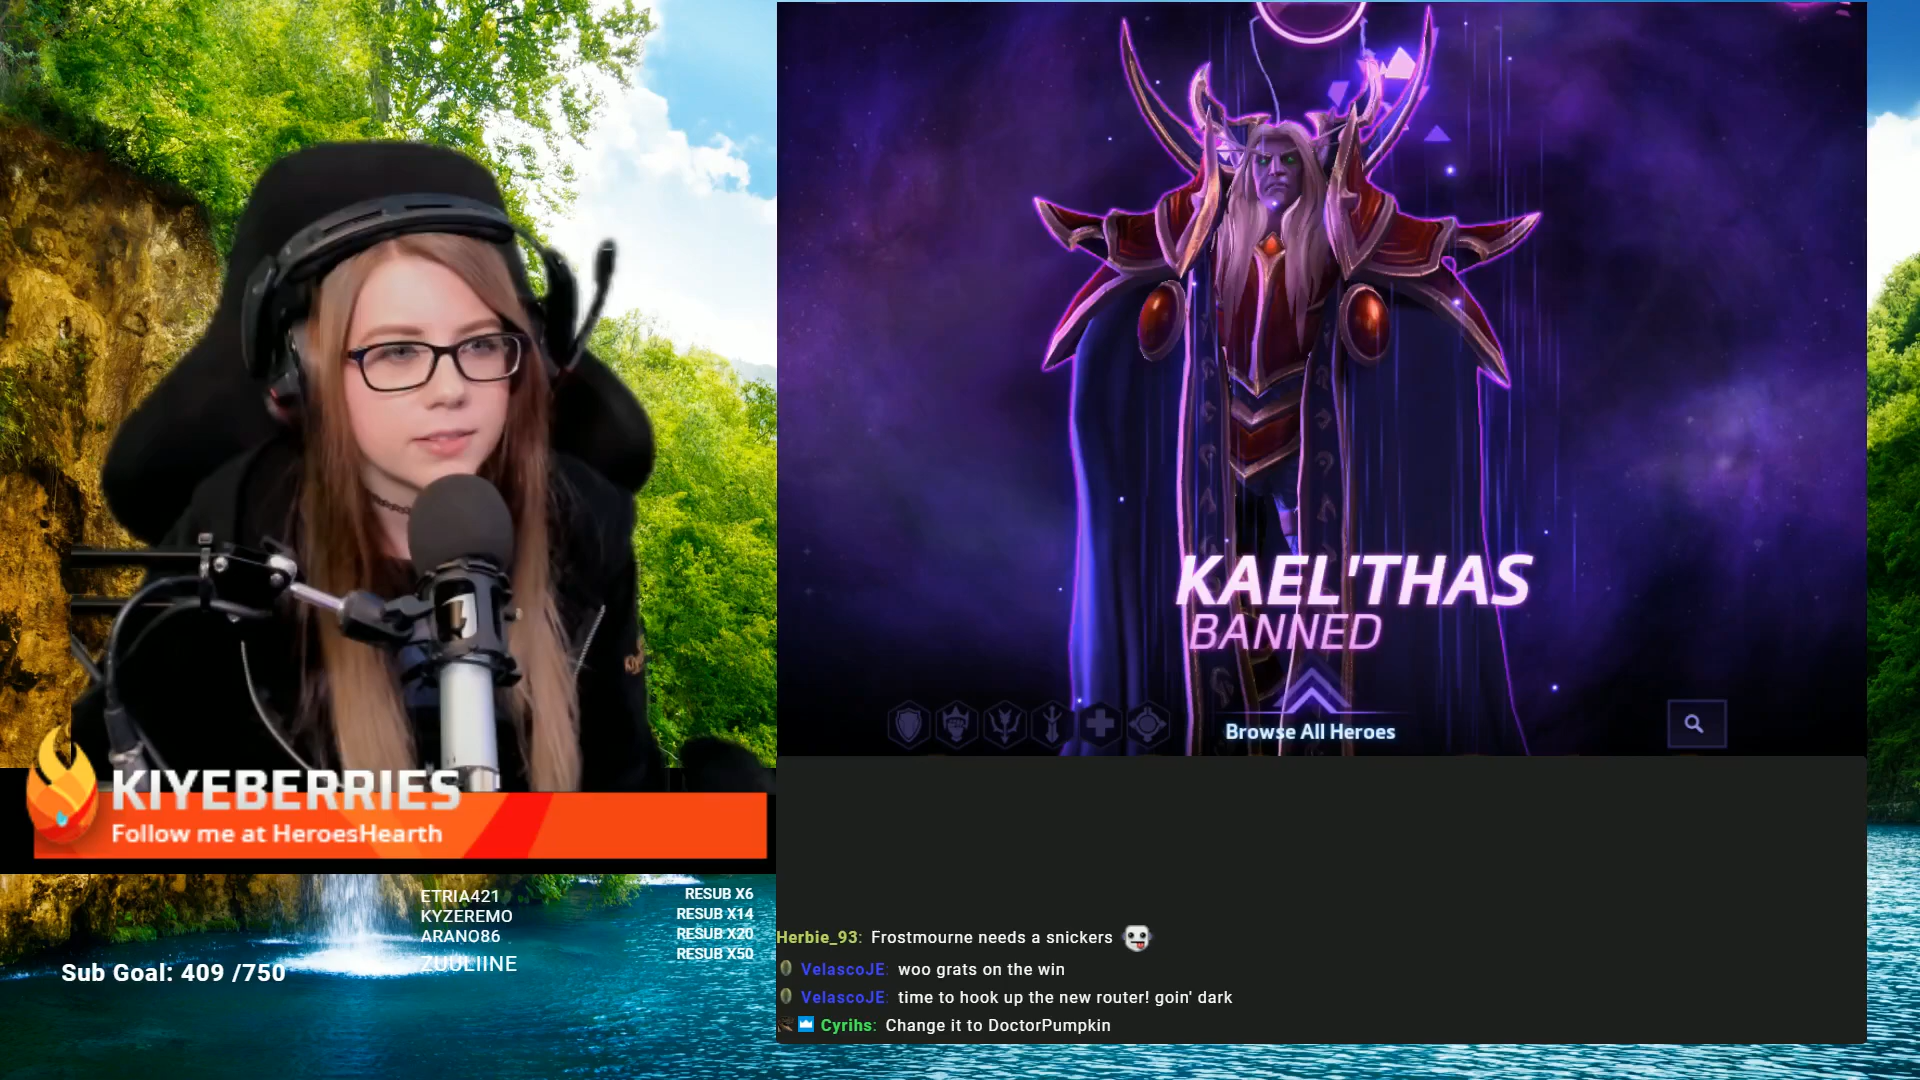 KAEL'THAS
BANNED
Browse All Heroes
KIYEBERRIES
Follow me at HeroesHearth
ETRIA421 RESUB X6
KYZEREMO RESUB X14
ARANO86 RESUB X20
ZUULIINE RESUB X50
Sub Goal: 409 /750
Herbie_93: Frostmourne needs a snickers
VelascoJE: woo grats on the win
VelascoJE: time to hook up the new router! goin' dark
Cyrihs: Change it to DoctorPumpkin